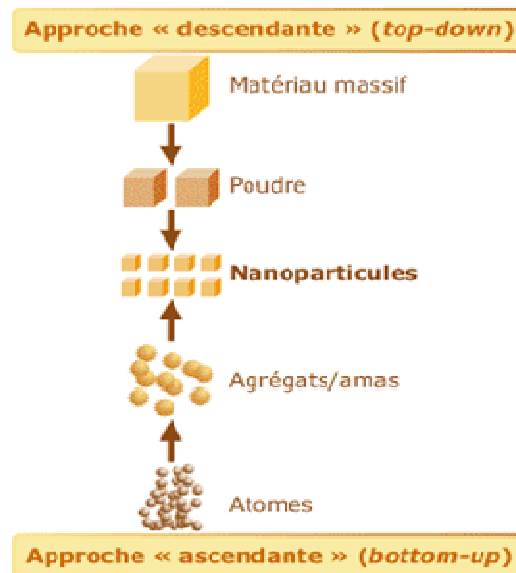 Approche « descendante » (top-down)
Matériau massif
Poudre
Nanoparticules
Agrégats/amas
Atomes
Approche « ascendante » (bottom-up)